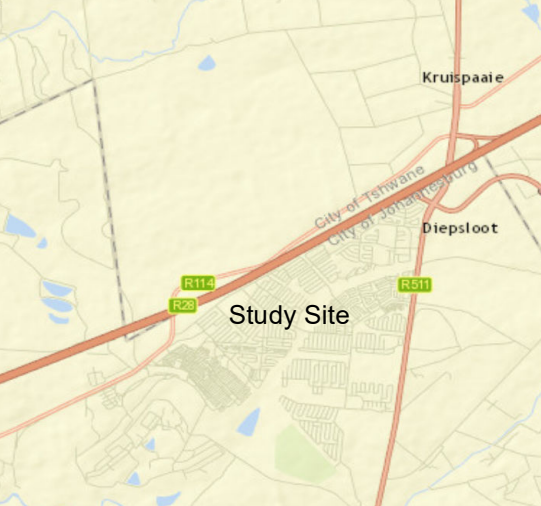 Kruispaaie
City of Tshwane
City of Johannesburg
Diepsloot
R114
R511
R28
Study Site